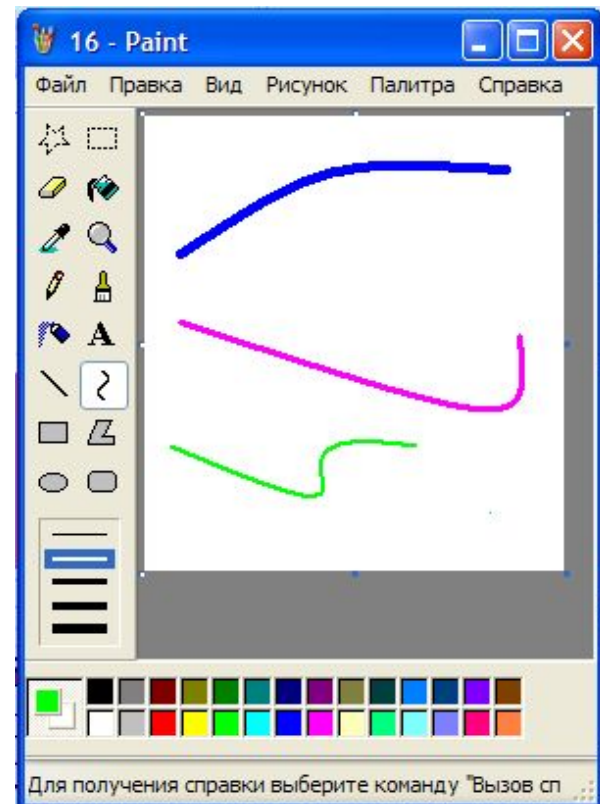 16 - Paint
Файл Правка Вид Рисунок Палитра Справка
A
Для получения справки выберите команду "Вызов сп